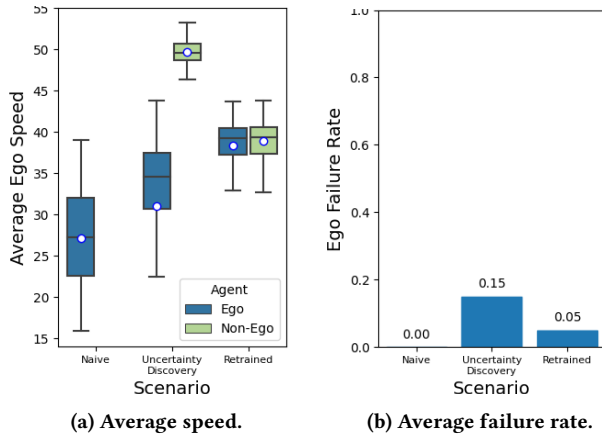 55
50
45
40
35
30
25
20
15
Average Ego Speed
Agent
Ego
Non-Ego
Naive
Uncertainty
Discovery
Retrained
Scenario
(a) Average speed.
1.0
0.8
0.6
0.4
0.2
0.0
Ego Failure Rate
0.00
0.15
0.05
Naive
Uncertainty
Discovery
Retrained
Scenario
(b) Average failure rate.